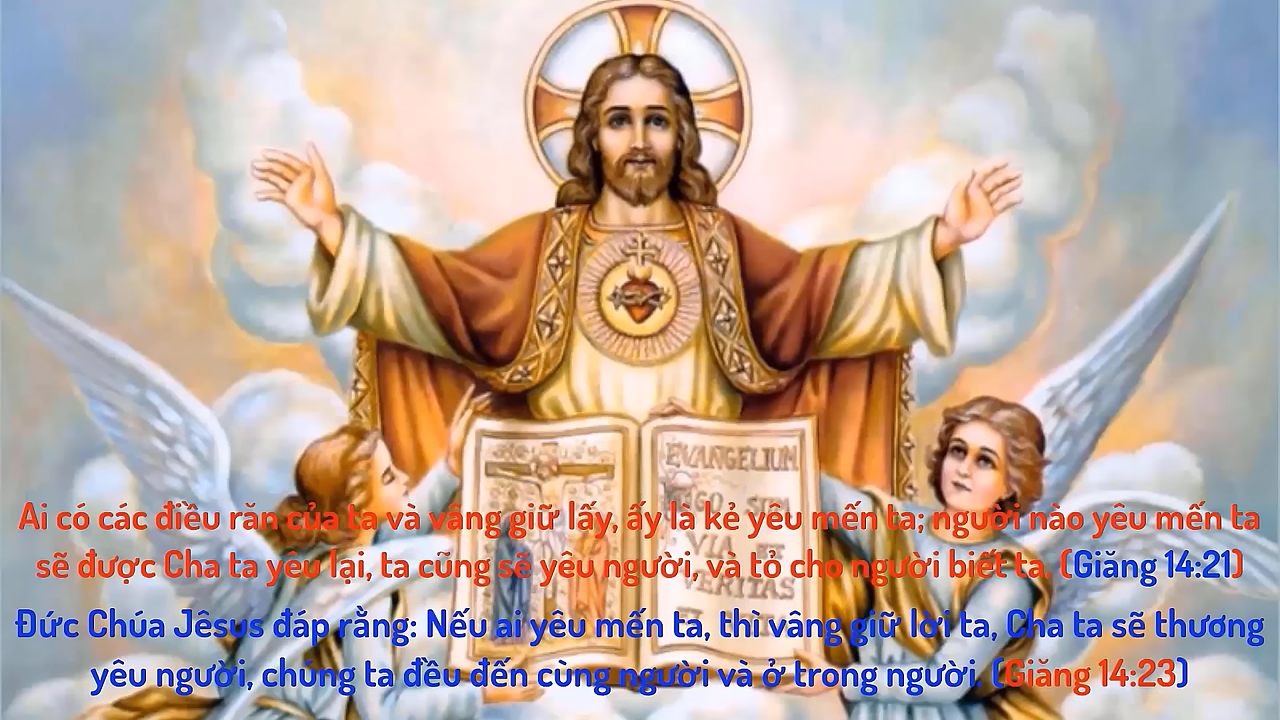 EVANGELIUM
EGO SUM
VIA ET
VERITAS
Ai có các điều răn của ta và vâng giữ lấy, ấy là kẻ yêu mến ta; người nào yêu mến ta
sẽ được Cha ta yêu lại, ta cũng sẽ yêu người, và tỏ cho người biết ta. (Giăng 14:21)
Đức Chúa Jêsus đáp rằng: Nếu ai yêu mến ta, thì vâng giữ lời ta, Cha ta sẽ thương
yêu người, chúng ta đều đến cùng người và ở trong người. (Giăng 14:23)